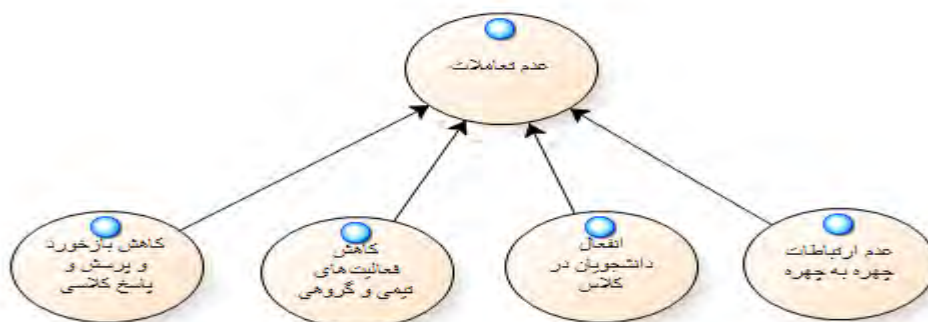 عدم تعاملات
عدم ارتباطات
چهره به چهره
انفعال
دانشجویان در
کلاس
کاهش
فعالیت‌های
تیمی و گروهی
کاهش بازخورد
و پرسش و
پاسخ کلاسی